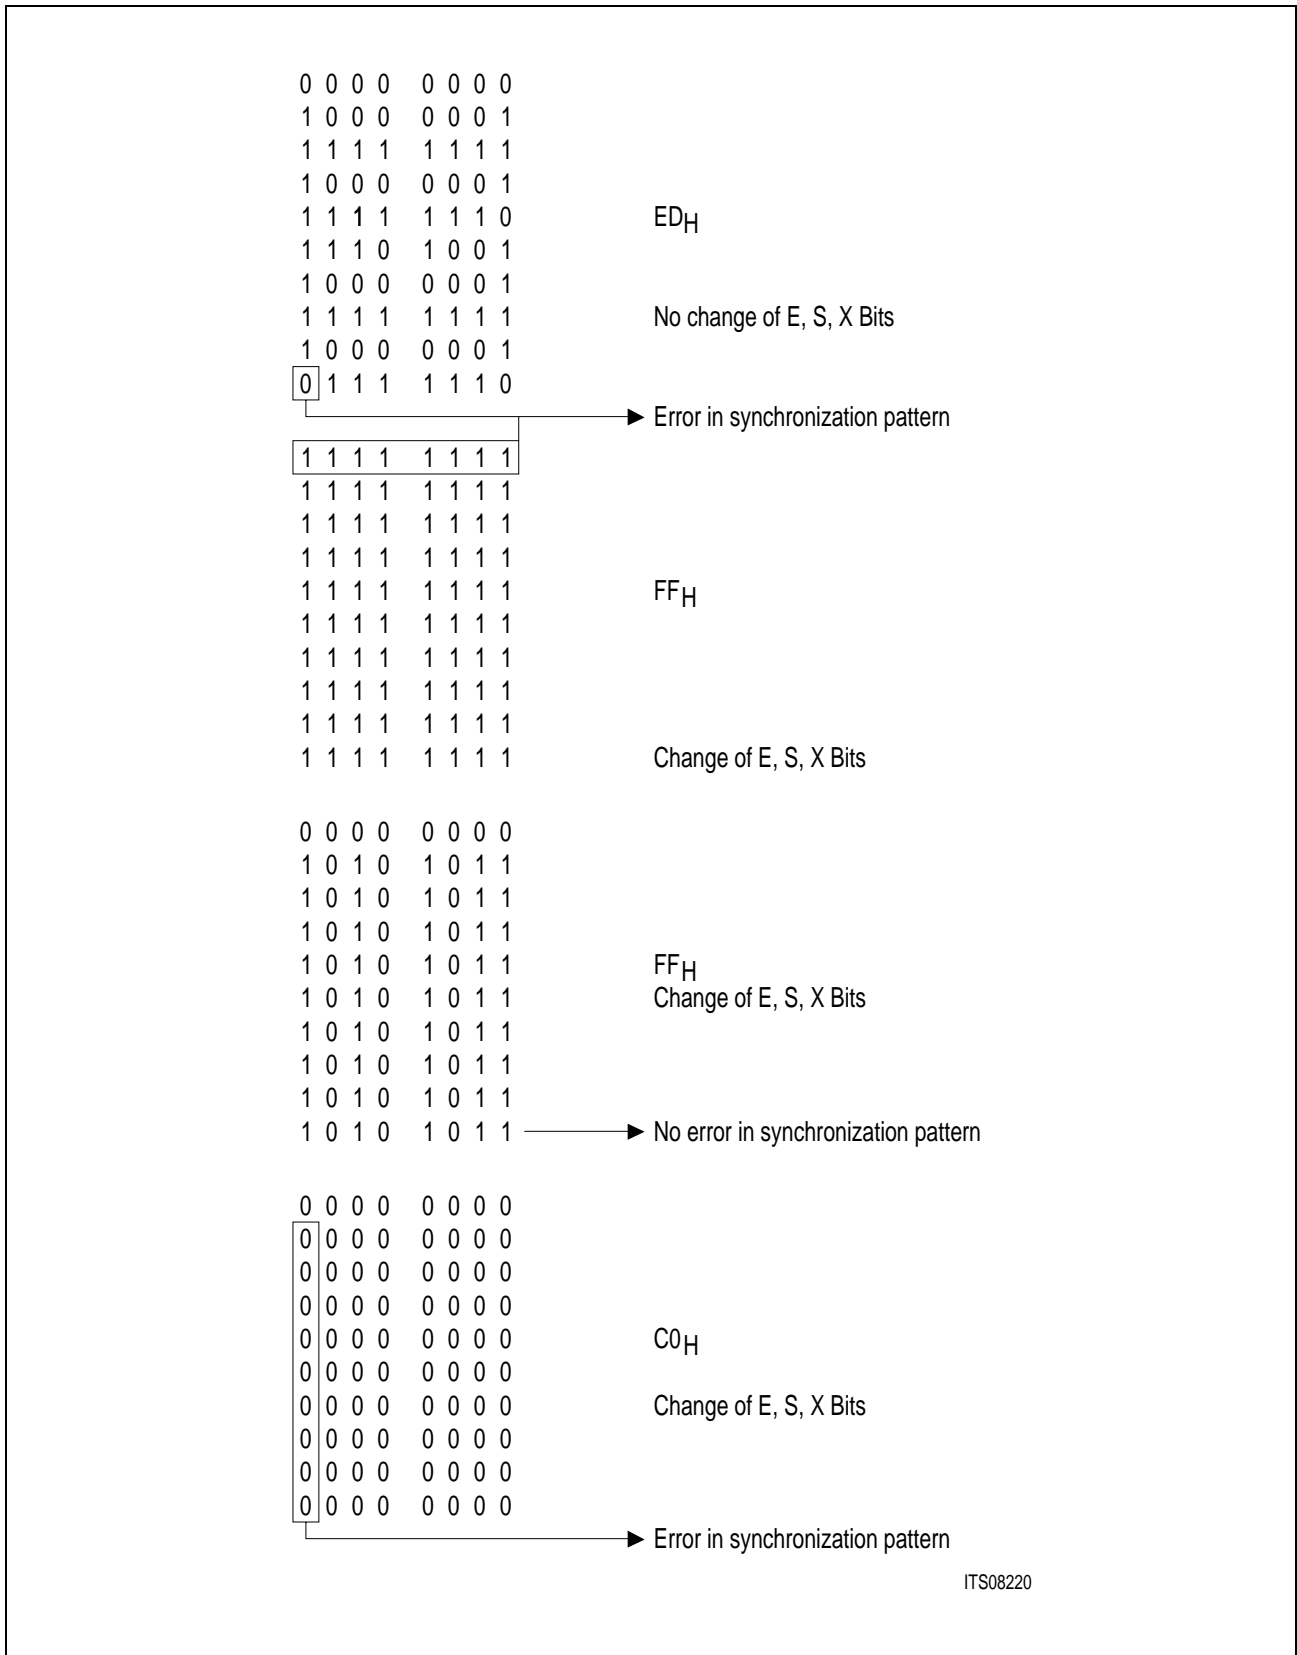 0 0 0 0 0 0 0 0
1 0 0 0 0 0 0 1
1 1 1 1 1 1 1 1
1 0 0 0 0 0 0 1
1 1 1 1 1 1 1 0 EDH
1 1 1 0 1 0 0 1
1 0 0 0 0 0 0 1
1 1 1 1 1 1 1 1 No change of E, S, X Bits
1 0 0 0 0 0 0 1
0 1 1 1 1 1 1 0
Error in synchronization pattern
1 1 1 1 1 1 1 1
1 1 1 1 1 1 1 1
1 1 1 1 1 1 1 1
1 1 1 1 1 1 1 1
1 1 1 1 1 1 1 1 FFH
1 1 1 1 1 1 1 1
1 1 1 1 1 1 1 1
1 1 1 1 1 1 1 1
1 1 1 1 1 1 1 1
1 1 1 1 1 1 1 1 Change of E, S, X Bits
0 0 0 0 0 0 0 0
1 0 1 0 1 0 1 1
1 0 1 0 1 0 1 1
1 0 1 0 1 0 1 1
1 0 1 0 1 0 1 1 FFH
1 0 1 0 1 0 1 1 Change of E, S, X Bits
1 0 1 0 1 0 1 1
1 0 1 0 1 0 1 1
1 0 1 0 1 0 1 1
1 0 1 0 1 0 1 1 No error in synchronization pattern
0 0 0 0 0 0 0 0
0 0 0 0 0 0 0 0
0 0 0 0 0 0 0 0
0 0 0 0 0 0 0 0
0 0 0 0 0 0 0 0 C0H
0 0 0 0 0 0 0 0
0 0 0 0 0 0 0 0 Change of E, S, X Bits
0 0 0 0 0 0 0 0
0 0 0 0 0 0 0 0
0 0 0 0 0 0 0 0
Error in synchronization pattern
ITS08220